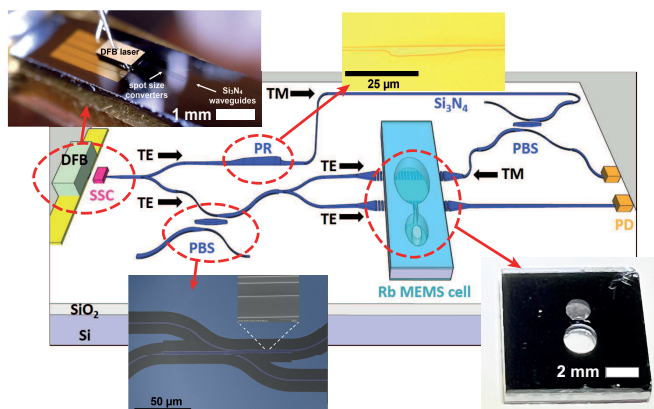 DFB laser
spot size
converters
Si₃N₄
waveguides
1 mm
25 µm
TM
Si₃N₄
PBS
DFB
SSC
TE
PR
TE
TM
TE
TE
PBS
PD
Rb MEMS cell
SiO₂
Si
50 µm
2 mm